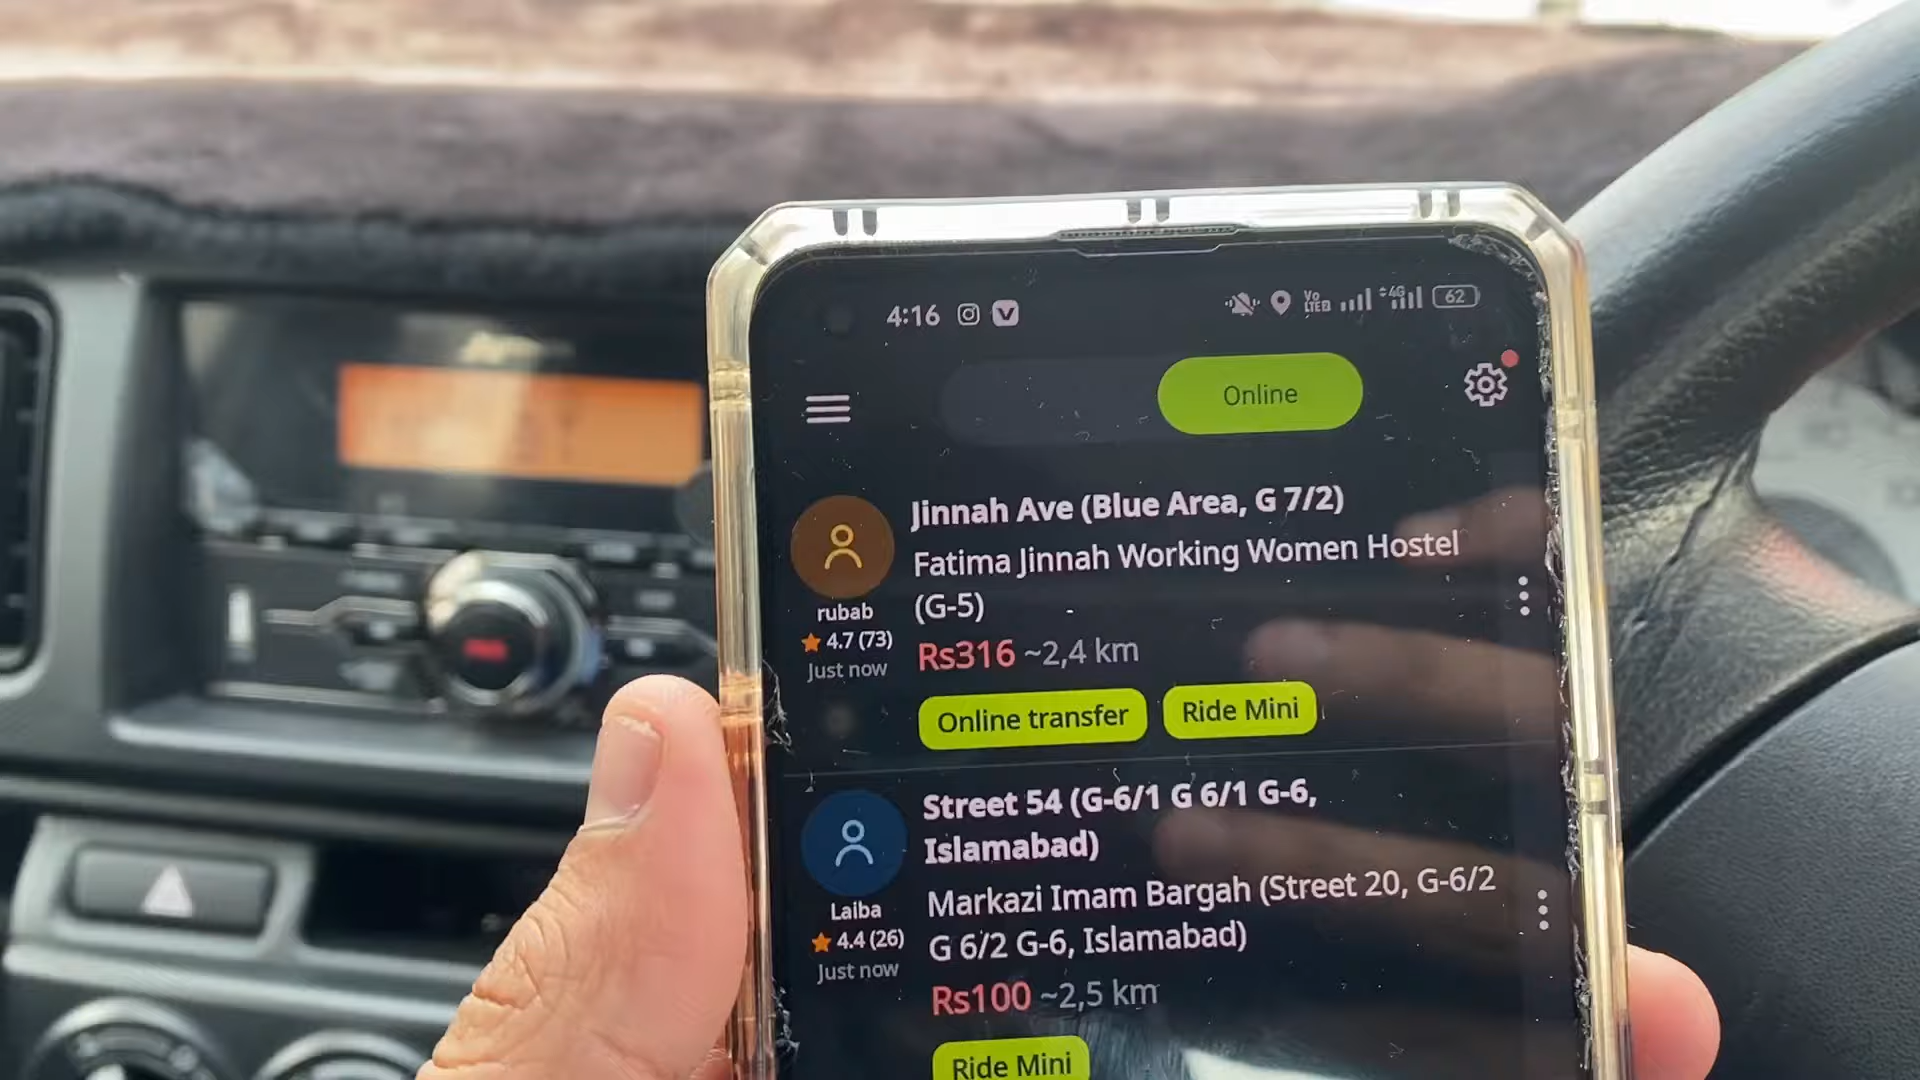 4:16
Vo
LTE2
4G
62
Online
Jinnah Ave (Blue Area, G 7/2)
Fatima Jinnah Working Women Hostel
(G-5)
rubab
4.7 (73)
Just now
Rs316 ~2,4 km
Online transfer
Ride Mini
Street 54 (G-6/1 G 6/1 G-6,
Islamabad)
Markazi Imam Bargah (Street 20, G-6/2
G 6/2 G-6, Islamabad)
Laiba
4.4 (26)
Just now
Rs100 ~2,5 km
Ride Mini